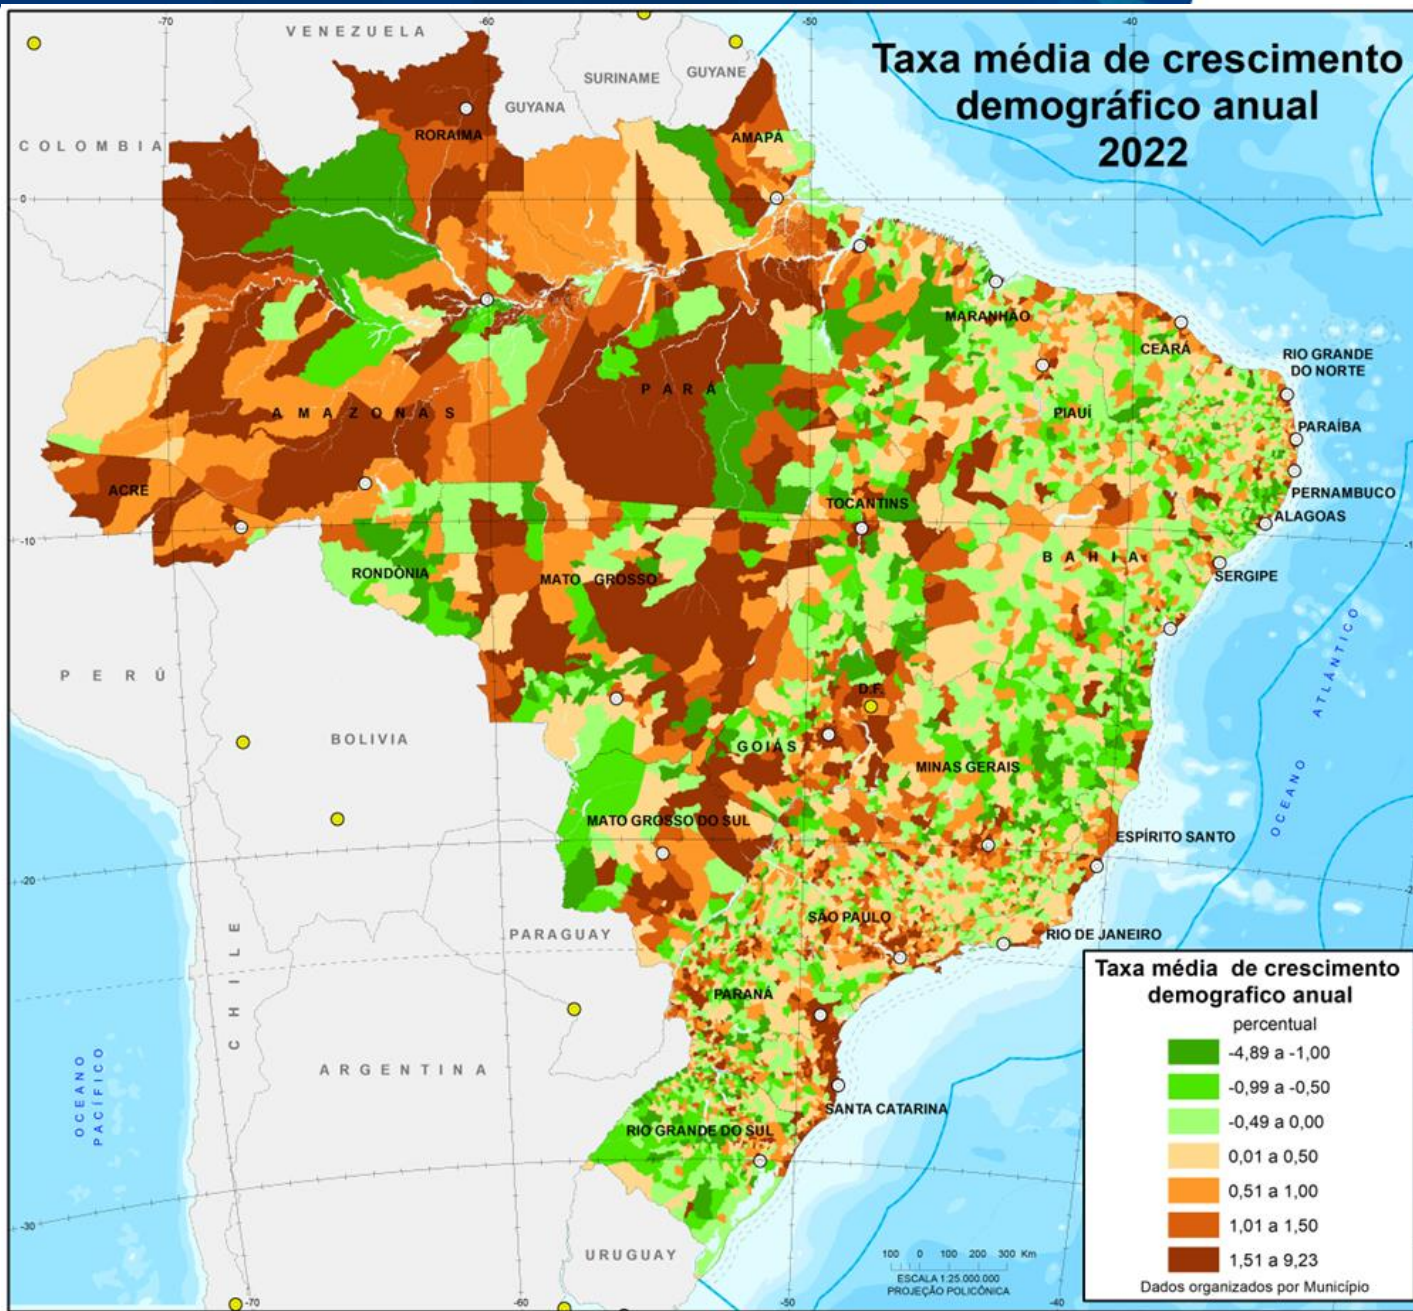 Taxa média de crescimento
demográfico anual
2022
-70
-60
-50
-40
VENEZUELA
SURINAME
GUYANE
GUYANA
COLOMBIA
RORAIMA
AMAPÁ
0
MARANHÃO
CEARÁ
RIO GRANDE
DO NORTE
PARÁ
AMAZONAS
PIAUÍ
PARAÍBA
ACRE
TOCANTINS
PERNAMBUCO
ALAGOAS
-10
BAHIA
RONDÔNIA
MATO GROSSO
SERGIPE
PERÚ
OCEANO ATLÂNTICO
D.F.
BOLIVIA
GOIÁS
MINAS GERAIS
MATO GROSSO DO SUL
ESPÍRITO SANTO
-20
SÃO PAULO
RIO DE JANEIRO
PARAGUAY
CHILE
PARANÁ
ARGENTINA
OCEANO
PACÍFICO
SANTA CATARINA
RIO GRANDE DO SUL
-30
URUGUAY
Taxa média de crescimento
demografico anual
percentual
-4,89 a -1,00
-0,99 a -0,50
-0,49 a 0,00
0,01 a 0,50
0,51 a 1,00
1,01 a 1,50
1,51 a 9,23
Dados organizados por Município
100 0 100 200 300 Km
ESCALA 1:25.000.000
PROJEÇÃO POLICÔNICA
-70
-60
-50
-40